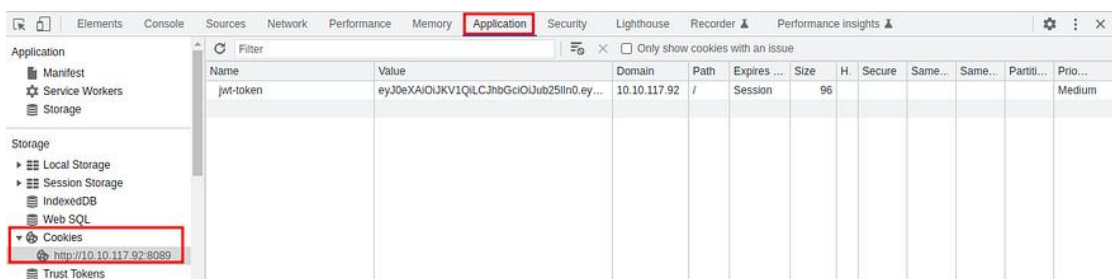 Elements Console Sources Network Performance Memory Application Security Lighthouse Recorder Performance insights
Application
Filter
Only show cookies with an issue
Manifest
Service Workers
Storage
Name Value Domain Path Expires ... Size H. Secure Same... Same... Partiti... Prio...
jwt-token eyJ0eXAiOiJKV1QiLCJhbGciOiJub25lIn0.ey... 10.10.117.92 / Session 96 Medium
Storage
Local Storage
Session Storage
IndexedDB
Web SQL
Cookies
http://10.10.117.92:8089
Trust Tokens